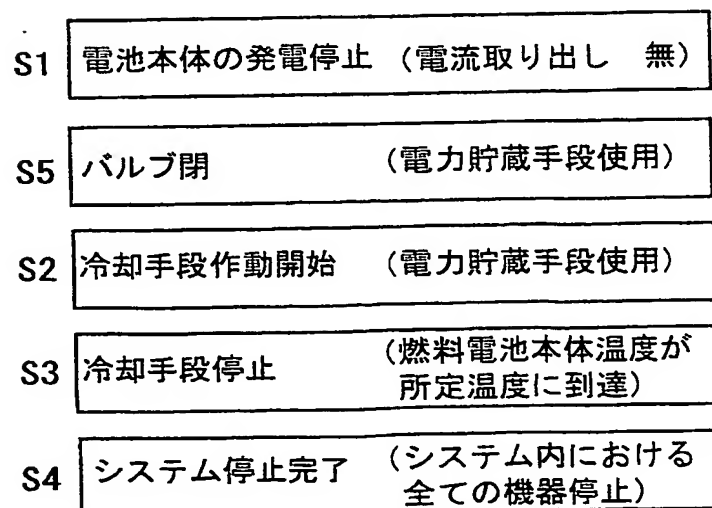 S1 電池本体の発電停止 (電流取り出し 無)
S5 バルブ閉 (電力貯蔵手段使用)
S2 冷却手段作動開始 (電力貯蔵手段使用)
S3 冷却手段停止 (燃料電池本体温度が
所定温度に到達)
S4 システム停止完了 (システム内における
全ての機器停止)